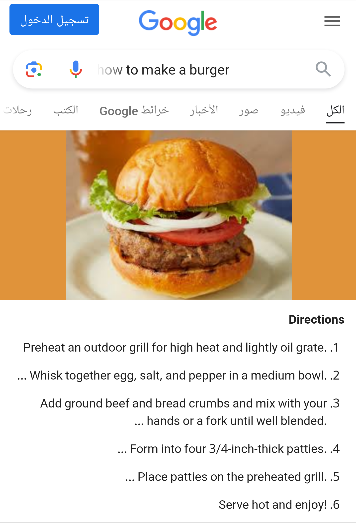 تسجيل الدخول
Google
how to make a burger
الكل فيديو صور الأخبار خرائط Google الكتب رحلات
Directions
1. Preheat an outdoor grill for high heat and lightly oil grate.
2. Whisk together egg, salt, and pepper in a medium bowl. ...
3. Add ground beef and bread crumbs and mix with your
hands or a fork until well blended. ...
4. Form into four 3/4-inch-thick patties. ...
5. Place patties on the preheated grill. ...
6. Serve hot and enjoy!